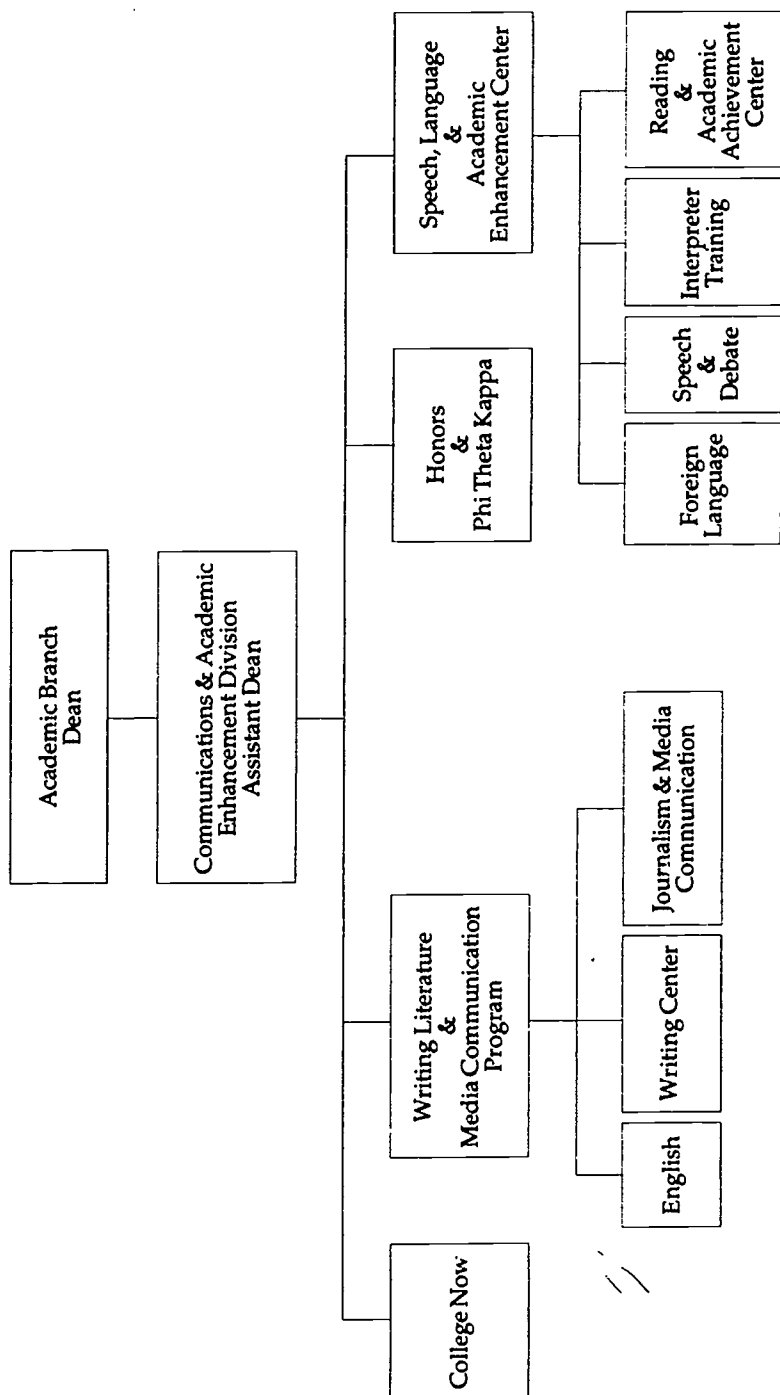 Academic Branch
Dean
Communications & Academic
Enhancement Division
Assistant Dean
College Now
Writing Literature
&
Media Communication
Program
Honors
&
Phi Theta Kappa
Speech, Language
&
Academic
Enhancement Center
English
Writing Center
Journalism & Media
Communication
Foreign
Language
Speech
&
Debate
Interpreter
Training
Reading
&
Academic
Achievement
Center